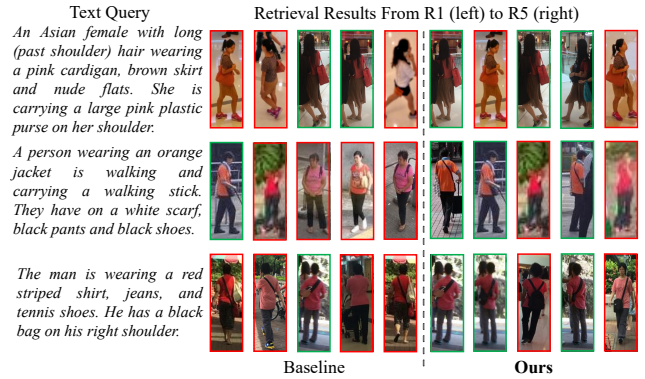 Text Query
Retrieval Results From R1 (left) to R5 (right)
An Asian female with long
(past shoulder) hair wearing
a pink cardigan, brown skirt
and nude flats. She is
carrying a large pink plastic
purse on her shoulder.
A person wearing an orange
jacket is walking and
carrying a walking stick.
They have on a white scarf,
black pants and black shoes.
The man is wearing a red
striped shirt, jeans, and
tennis shoes. He has a black
bag on his right shoulder.
Baseline
Ours